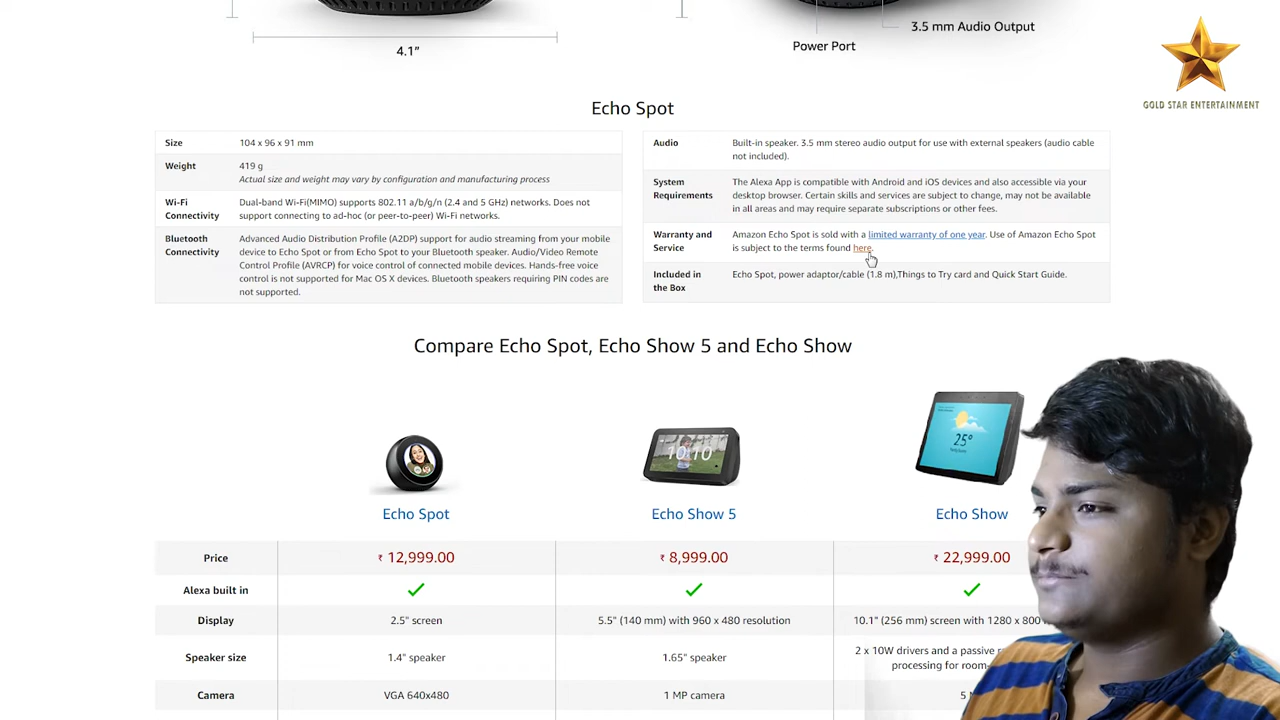 4.1"
Power Port
3.5 mm Audio Output
GOLD STAR ENTERTAINMENT
Echo Spot
Size
104 x 96 x 91 mm
Weight
419 g
Actual size and weight may vary by configuration and manufacturing process
Wi-Fi
Connectivity
Dual-band Wi-Fi(MIMO) supports 802.11 a/b/g/n (2.4 and 5 GHz) networks. Does not
support connecting to ad-hoc (or peer-to-peer) Wi-Fi networks.
Bluetooth
Connectivity
Advanced Audio Distribution Profile (A2DP) support for audio streaming from your mobile
device to Echo Spot or from Echo Spot to your Bluetooth speaker. Audio/Video Remote
Control Profile (AVRCP) for voice control of connected mobile devices. Hands-free voice
control is not supported for Mac OS X devices. Bluetooth speakers requiring PIN codes are
not supported.
Audio
Built-in speaker. 3.5 mm stereo audio output for use with external speakers (audio cable
not included).
System
Requirements
The Alexa App is compatible with Android and iOS devices and also accessible via your
desktop browser. Certain skills and services are subject to change, may not be available
in all areas and may require separate subscriptions or other fees.
Warranty and
Service
Amazon Echo Spot is sold with a limited warranty of one year. Use of Amazon Echo Spot
is subject to the terms found here.
Included in
the Box
Echo Spot, power adaptor/cable (1.8 m),Things to Try card and Quick Start Guide.
Compare Echo Spot, Echo Show 5 and Echo Show
10:10
25°
Echo Spot
Echo Show 5
Echo Show
Price
₹ 12,999.00
₹ 8,999.00
₹ 22,999.00
Alexa built in
Display
2.5" screen
5.5" (140 mm) with 960 x 480 resolution
10.1" (256 mm) screen with 1280 x 800
Speaker size
1.4" speaker
1.65" speaker
2 x 10W drivers and a passive
processing for room-
Camera
VGA 640x480
1 MP camera
5